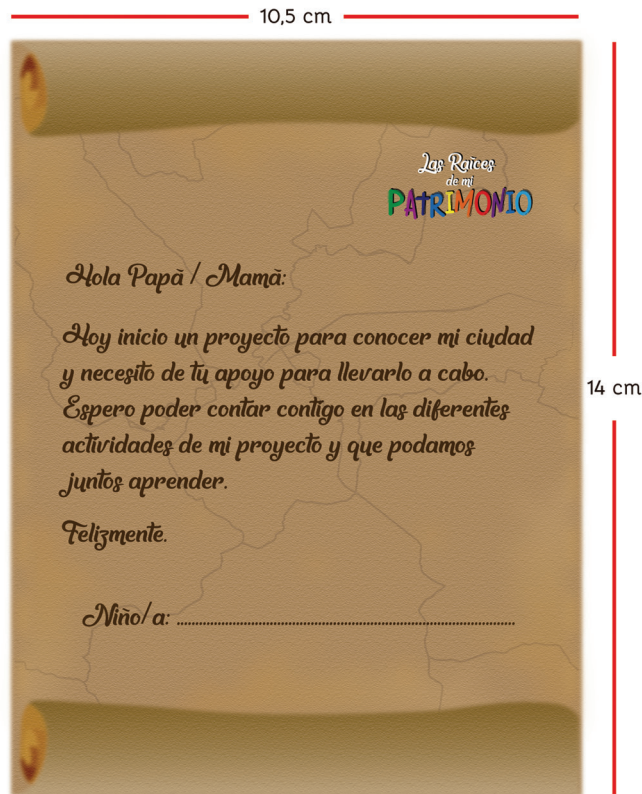 10,5 cm
Las Raíces
de mi
PATRIMONIO
Hola Papá / Mamá:
Hoy inicio un proyecto para conocer mi ciudad
y necesito de tu apoyo para llevarlo a cabo.
Espero poder contar contigo en las diferentes
actividades de mi proyecto y que podamos
juntos aprender.
Felizmente.
Niño/a: ........................................................
14 cm